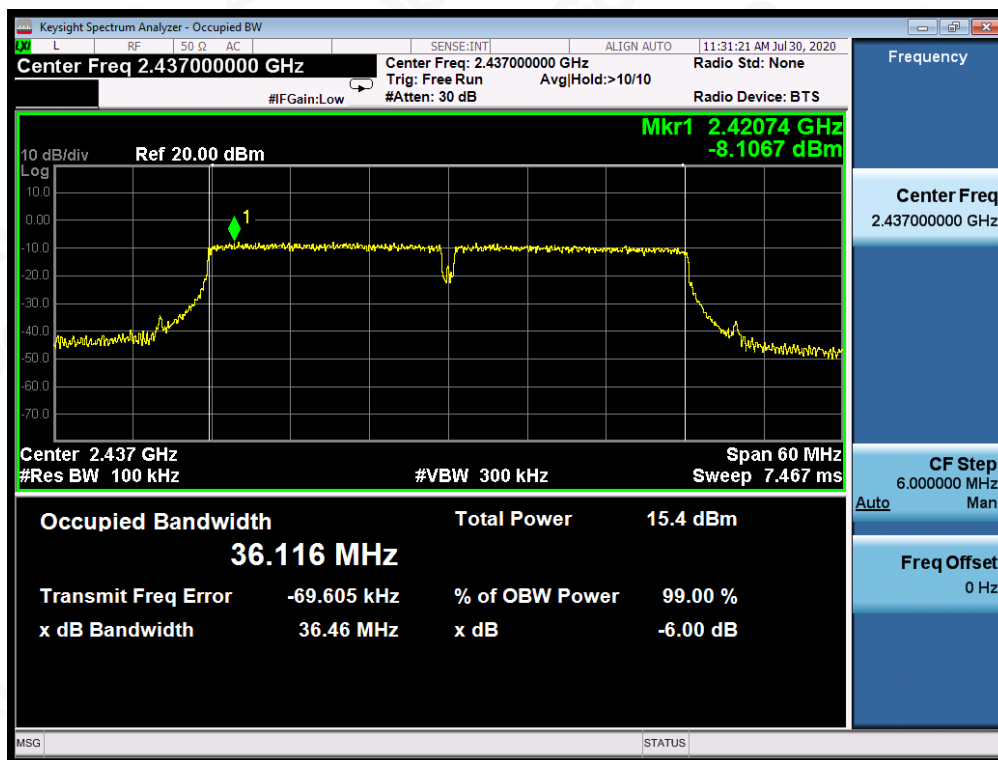 Keysight Spectrum Analyzer - Occupied BW
LXI L RF 50 Ω AC SENSE:INT ALIGN AUTO 11:31:21 AM Jul 30, 2020
Center Freq 2.437000000 GHz
Center Freq: 2.437000000 GHz
Radio Std: None
Trig: Free Run Avg|Hold:>10/10
#IFGain:Low
#Atten: 30 dB
Radio Device: BTS
Mkr1 2.42074 GHz
-8.1067 dBm
10 dB/div Ref 20.00 dBm
Log
10.0
0.00
-10.0
-20.0
-30.0
-40.0
-50.0
-60.0
-70.0
1
Center 2.437 GHz Span 60 MHz
#Res BW 100 kHz #VBW 300 kHz Sweep 7.467 ms
Occupied Bandwidth Total Power 15.4 dBm
36.116 MHz
Transmit Freq Error -69.605 kHz % of OBW Power 99.00 %
x dB Bandwidth 36.46 MHz x dB -6.00 dB
Frequency
Center Freq
2.437000000 GHz
CF Step
6.000000 MHz
Auto Man
Freq Offset
0 Hz
MSG STATUS